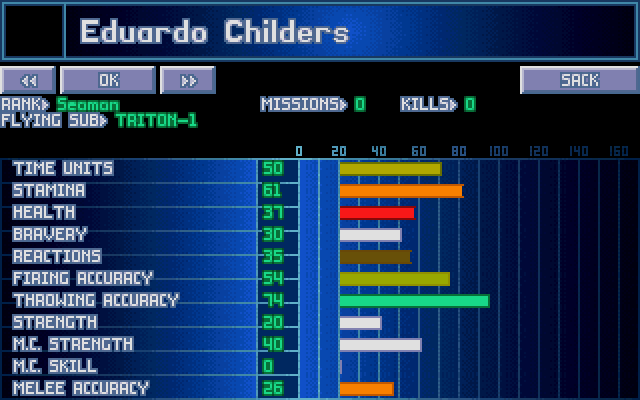 Eduardo Childers
◁◁ OK ▷▷ SACK
RANK> Seaman MISSIONS> 0 KILLS> 0
FLYING SUB> TRITON-1
0 20 40 60 80 100 120 140 160
TIME UNITS 50
STAMINA 61
HEALTH 37
BRAVERY 30
REACTIONS 35
FIRING ACCURACY 54
THROWING ACCURACY 74
STRENGTH 20
M.C. STRENGTH 40
M.C. SKILL 0
MELEE ACCURACY 26